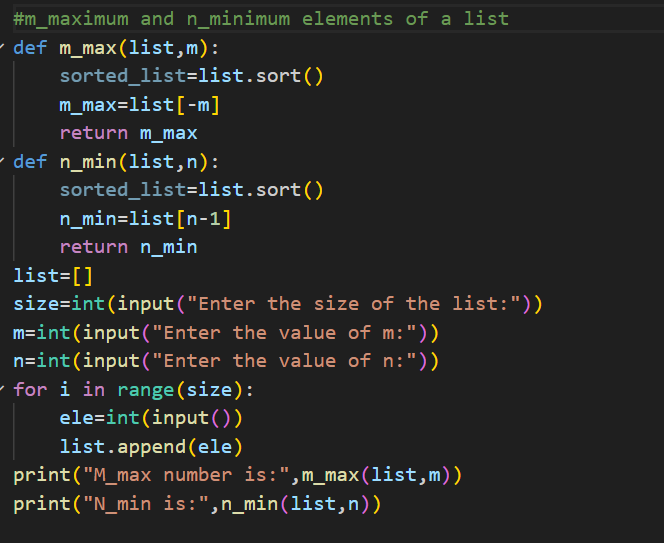 #m_maximum and n_minimum elements of a list
def m_max(list,m):
    sorted_list=list.sort()
    m_max=list[-m]
    return m_max
def n_min(list,n):
    sorted_list=list.sort()
    n_min=list[n-1]
    return n_min
list=[]
size=int(input("Enter the size of the list:"))
m=int(input("Enter the value of m:"))
n=int(input("Enter the value of n:"))
for i in range(size):
    ele=int(input())
    list.append(ele)
print("M_max number is:",m_max(list,m))
print("N_min is:",n_min(list,n))